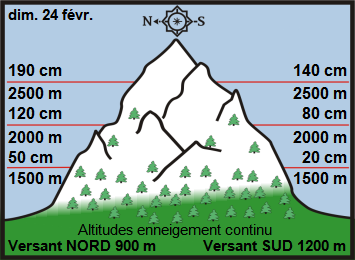 dim. 24 févr.
N S
190 cm 140 cm
2500 m 2500 m
120 cm 80 cm
2000 m 2000 m
50 cm 20 cm
1500 m 1500 m
Altitudes enneigement continu
Versant NORD 900 m Versant SUD 1200 m